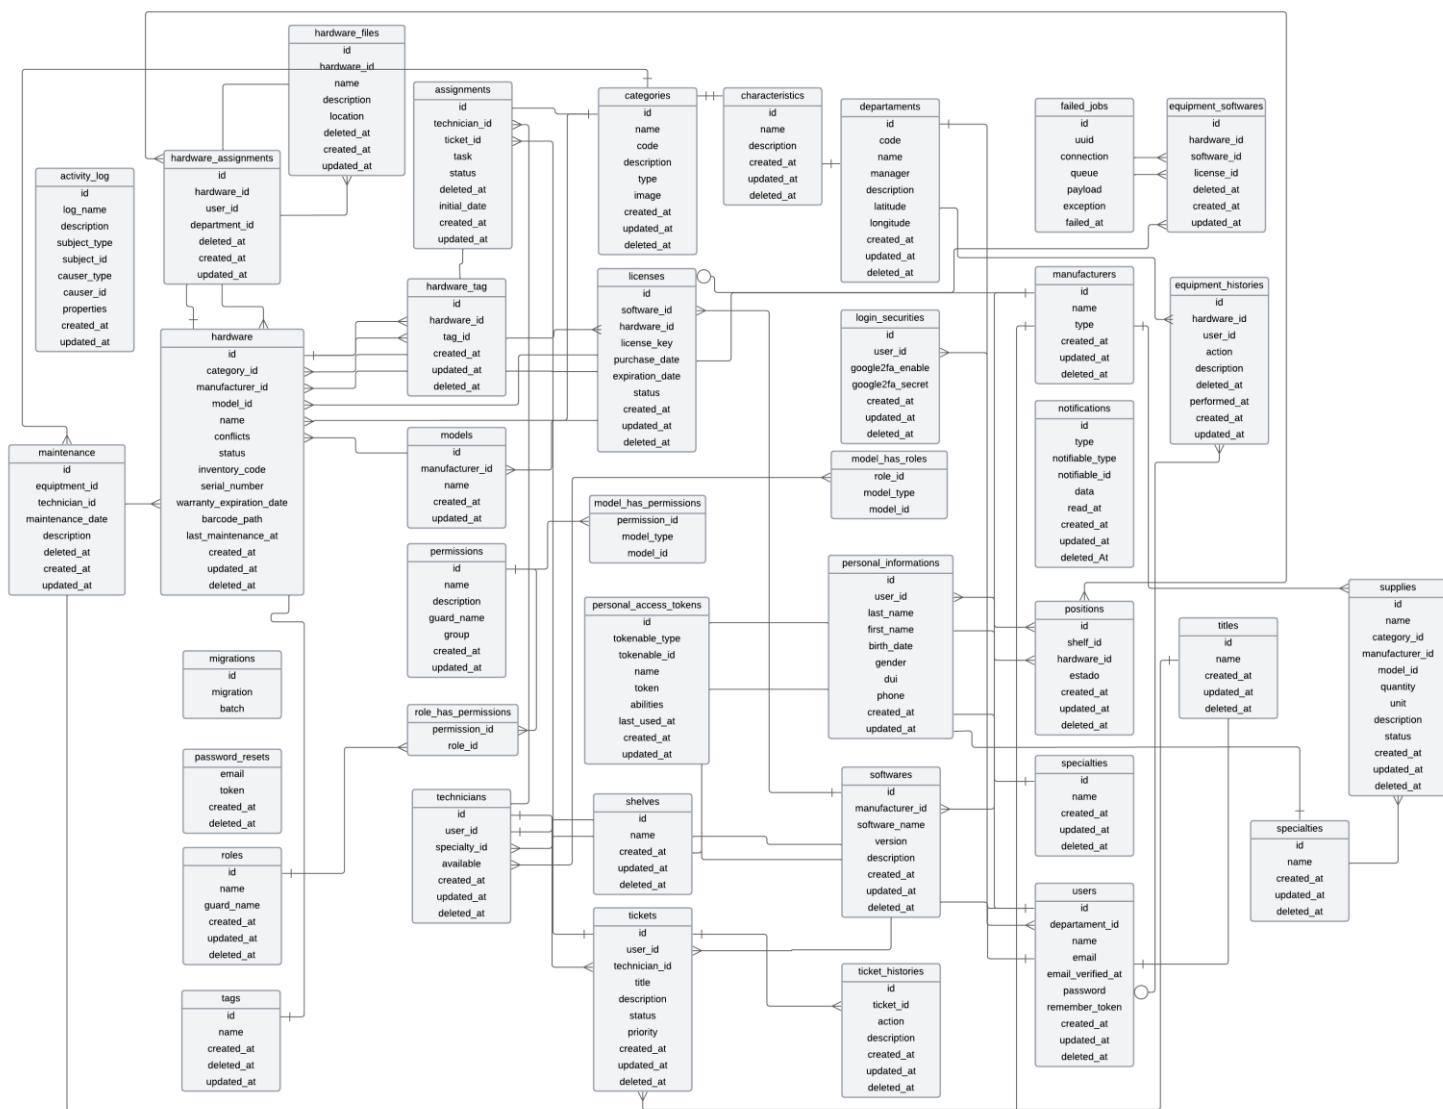 hardware_files
id
hardware_id
name
description
location
deleted_at
created_at
updated_at
assignments
id
technician_id
ticket_id
task
status
deleted_at
initial_date
created_at
updated_at
categories
id
name
code
description
type
image
created_at
updated_at
deleted_at
characteristics
id
name
description
created_at
updated_at
deleted_at
departaments
id
code
name
manager
description
latitude
longitude
created_at
updated_at
deleted_at
failed_jobs
id
uuid
connection
queue
payload
exception
failed_at
equipment_softwares
id
hardware_id
software_id
license_id
deleted_at
created_at
updated_at
activity_log
id
log_name
description
subject_type
subject_id
causer_type
causer_id
properties
created_at
updated_at
hardware_assignments
id
hardware_id
user_id
department_id
deleted_at
created_at
updated_at
hardware_tag
id
hardware_id
tag_id
created_at
updated_at
deleted_at
licenses
id
software_id
hardware_id
license_key
purchase_date
expiration_date
status
created_at
updated_at
deleted_at
login_securities
id
user_id
google2fa_enable
google2fa_secret
created_at
updated_at
deleted_at
manufacturers
id
name
type
created_at
updated_at
deleted_at
equipment_histories
id
hardware_id
user_id
action
description
deleted_at
performed_at
created_at
updated_at
hardware
id
category_id
manufacturer_id
model_id
name
conflicts
status
inventory_code
serial_number
warranty_expiration_date
barcode_path
last_maintenance_at
created_at
updated_at
deleted_at
maintenance
id
equiptment_id
technician_id
maintenance_date
description
deleted_at
created_at
updated_at
models
id
manufacturer_id
name
created_at
updated_at
notifications
id
type
notifiable_type
notifiable_id
data
read_at
created_at
updated_at
deleted_At
model_has_roles
role_id
model_type
model_id
model_has_permissions
permission_id
model_type
model_id
permissions
id
name
description
guard_name
group
created_at
updated_at
personal_access_tokens
id
tokenable_type
tokenable_id
name
token
abilities
last_used_at
created_at
updated_at
personal_informations
id
user_id
last_name
first_name
birth_date
gender
dui
phone
created_at
updated_at
positions
id
shelf_id
hardware_id
estado
created_at
updated_at
deleted_at
titles
id
name
created_at
updated_at
deleted_at
supplies
id
name
category_id
manufacturer_id
model_id
quantity
unit
description
status
created_at
updated_at
deleted_at
migrations
id
migration
batch
role_has_permissions
permission_id
role_id
password_resets
email
token
created_at
deleted_at
technicians
id
user_id
specialty_id
available
created_at
updated_at
deleted_at
shelves
id
name
created_at
updated_at
deleted_at
softwares
id
manufacturer_id
software_name
version
description
created_at
updated_at
deleted_at
specialties
id
name
created_at
updated_at
deleted_at
specialties
id
name
created_at
updated_at
deleted_at
roles
id
name
guard_name
created_at
updated_at
deleted_at
tickets
id
user_id
technician_id
title
description
status
priority
created_at
updated_at
deleted_at
users
id
departament_id
name
email
email_verified_at
password
remember_token
created_at
updated_at
deleted_at
ticket_histories
id
ticket_id
action
description
created_at
updated_at
deleted_at
tags
id
name
created_at
deleted_at
updated_at